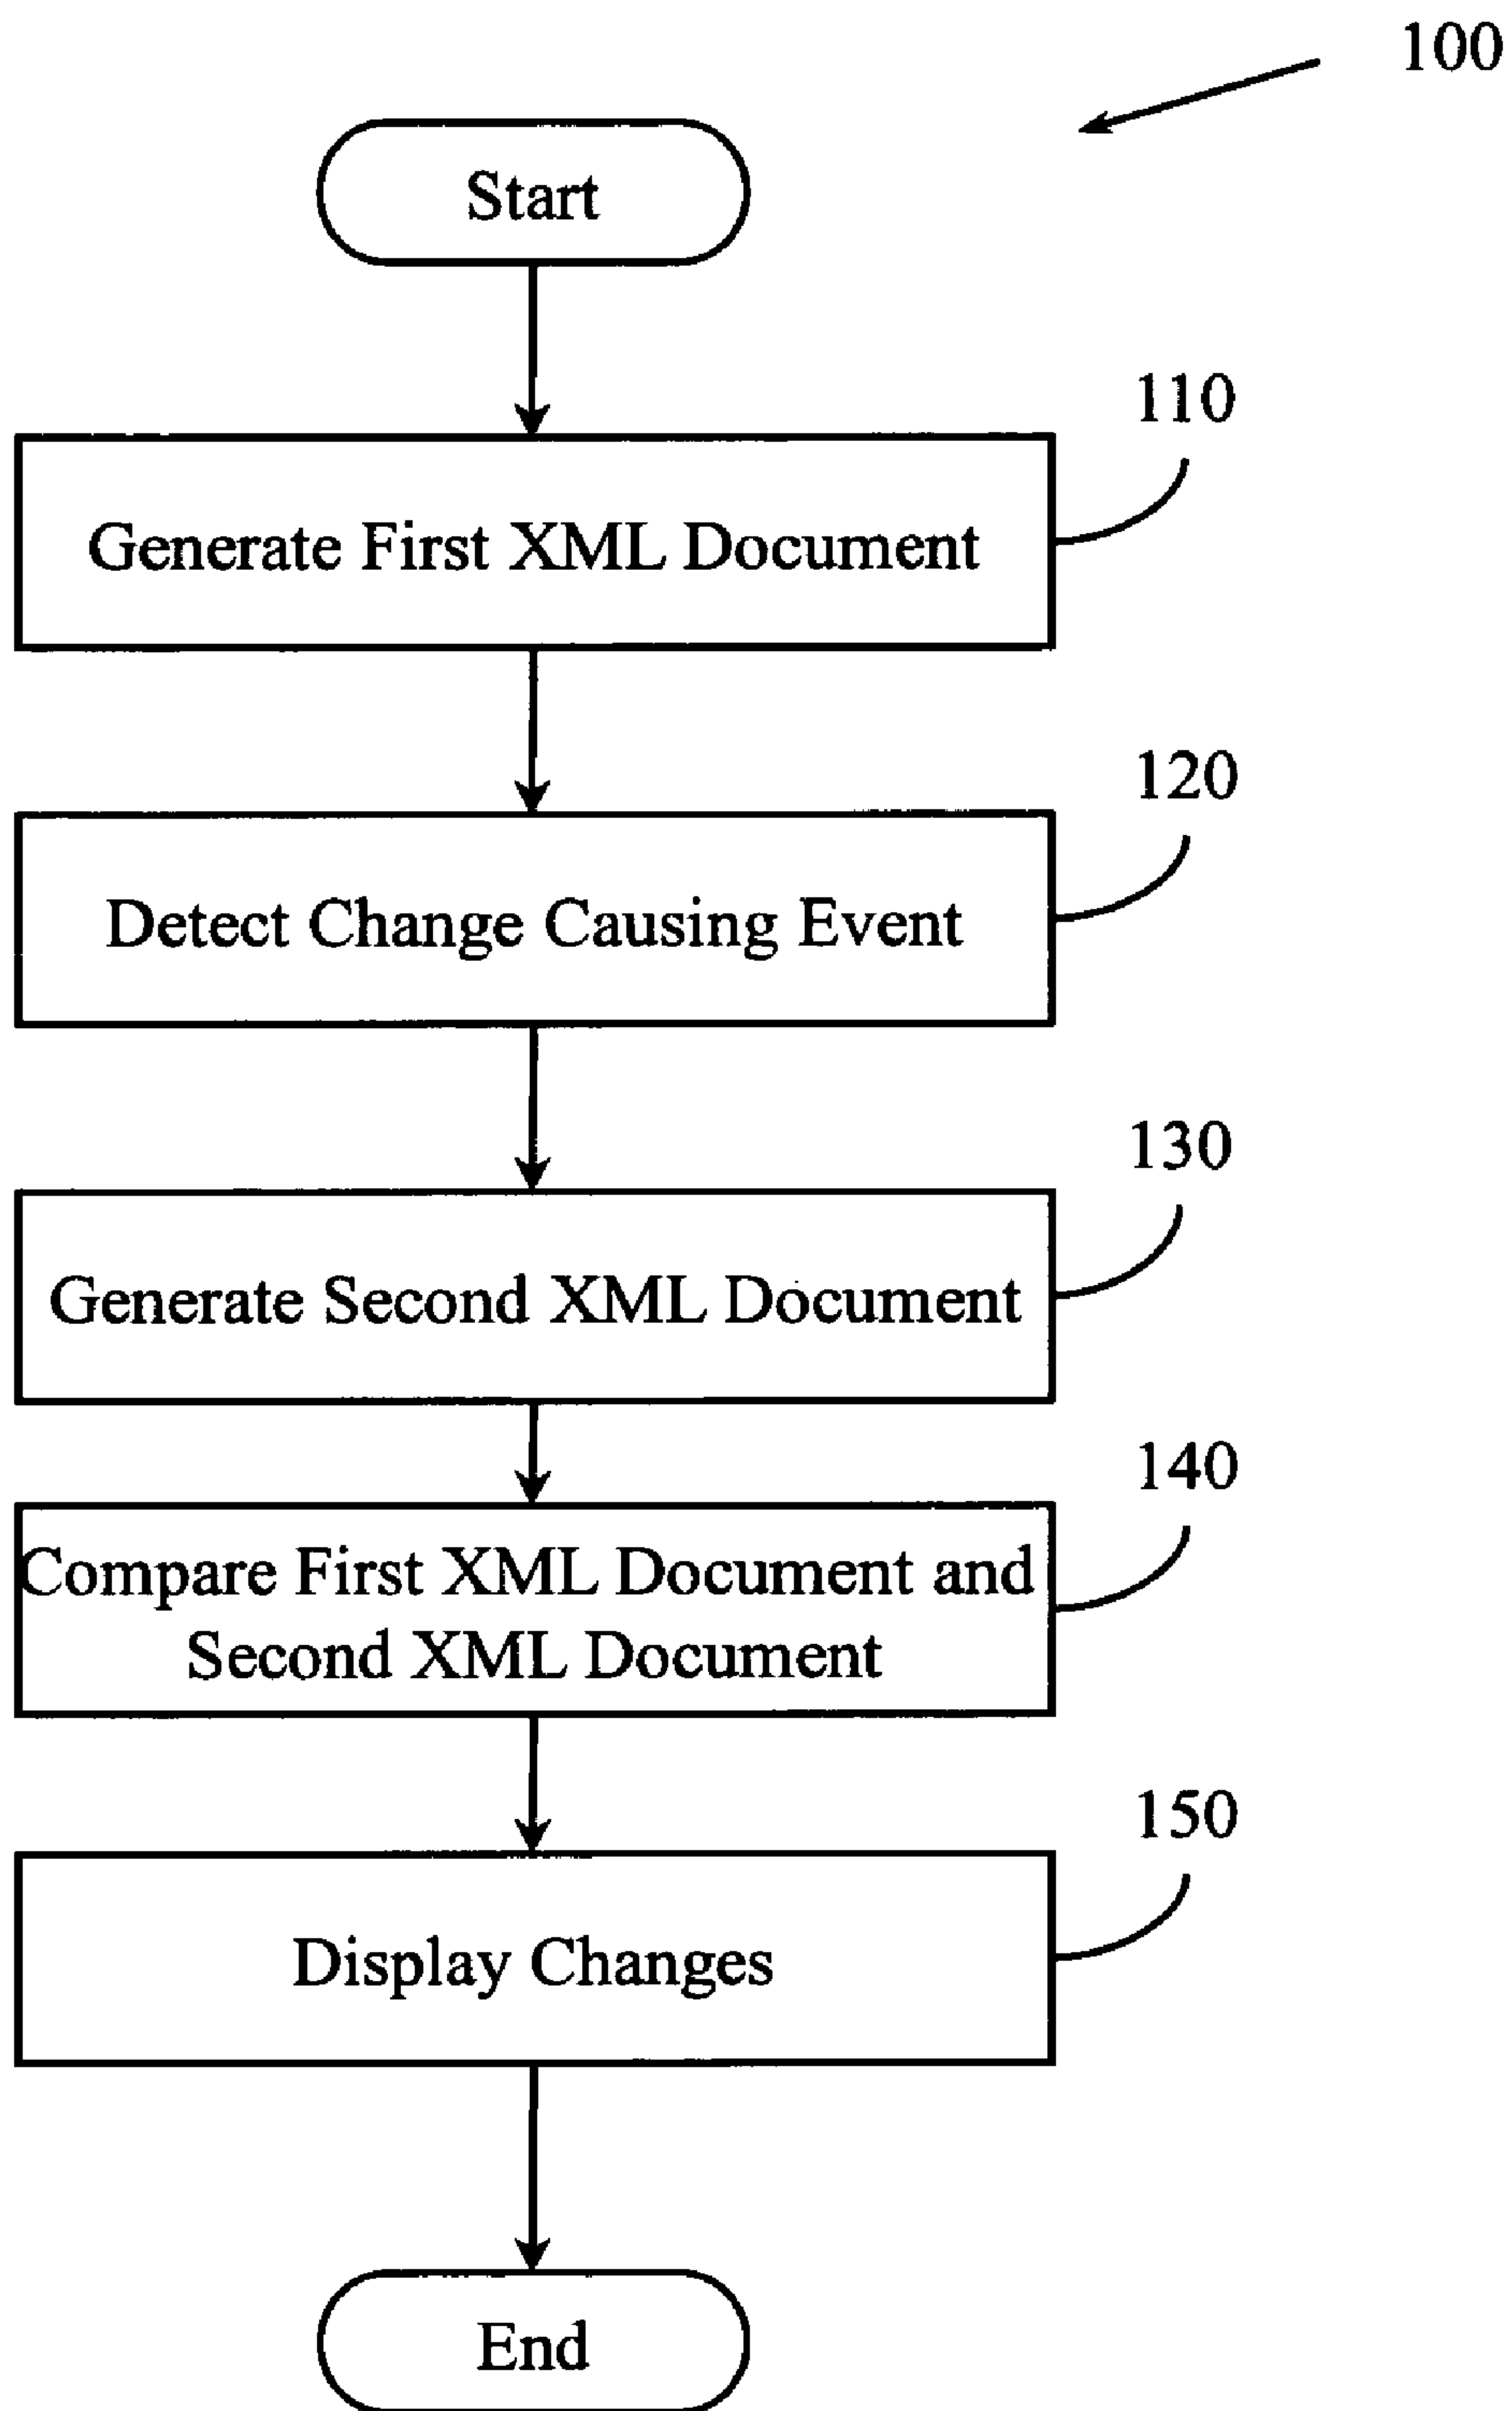 100
Start
110
Generate First XML Document
120
Detect Change Causing Event
130
Generate Second XML Document
140
Compare First XML Document and
Second XML Document
150
Display Changes
End